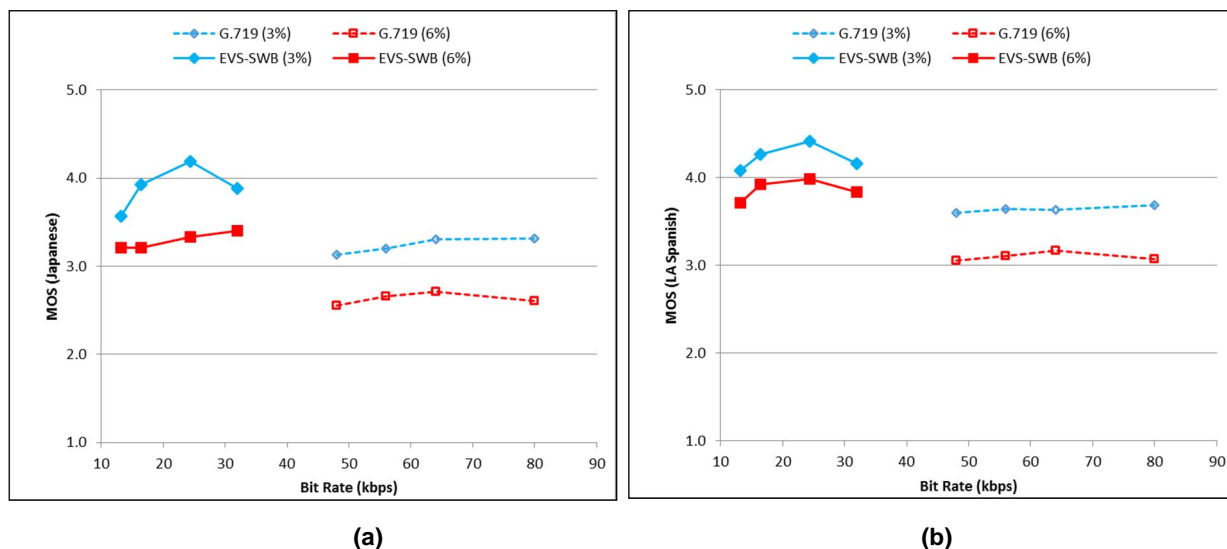 G.719 (3%) G.719 (6%)
EVS-SWB (3%) EVS-SWB (6%)
5.0
4.0
3.0
2.0
1.0
MOS (Japanese)
10 20 30 40 50 60 70 80 90
Bit Rate (kbps)
(a)
G.719 (3%) G.719 (6%)
EVS-SWB (3%) EVS-SWB (6%)
5.0
4.0
3.0
2.0
1.0
MOS (LA Spanish)
10 20 30 40 50 60 70 80 90
Bit Rate (kbps)
(b)